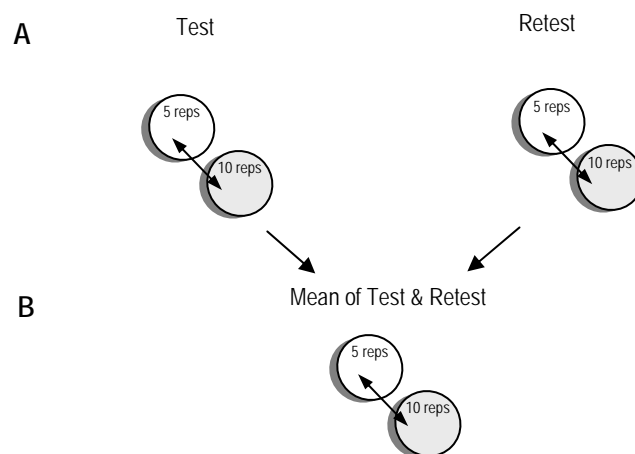 A
Test
Retest
5 reps
10 reps
5 reps
10 reps
Mean of Test & Retest
B
5 reps
10 reps